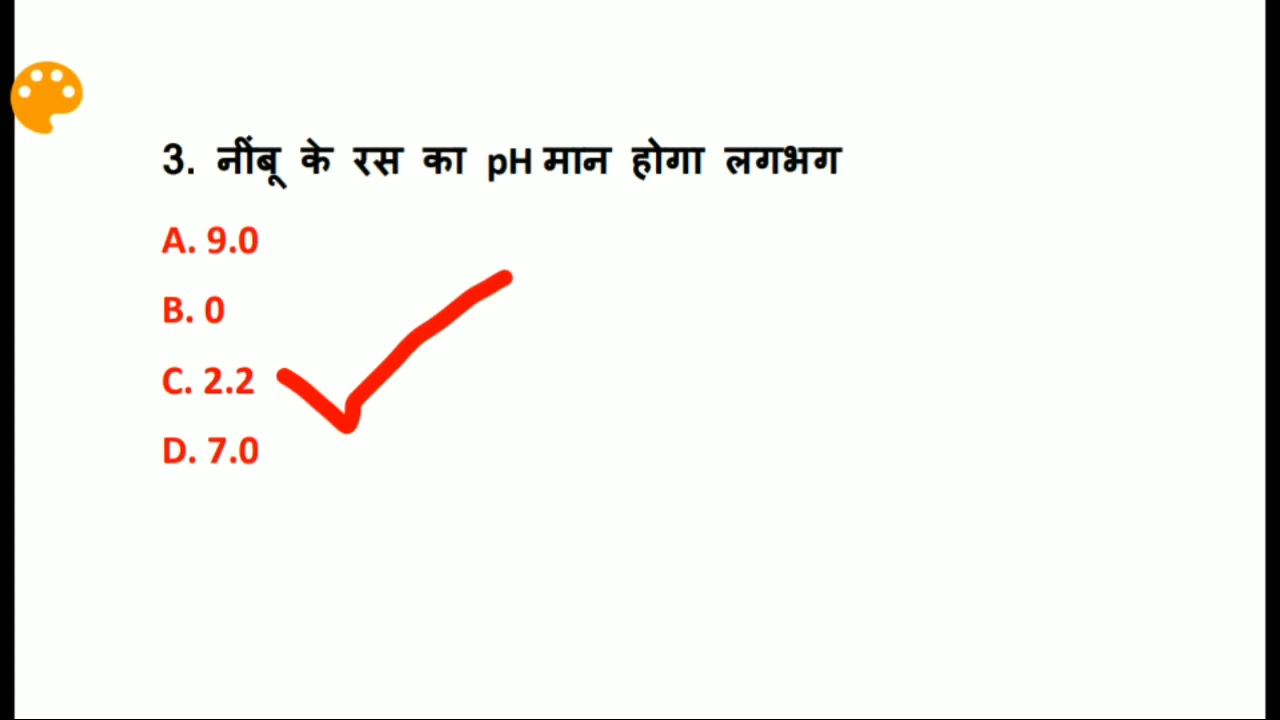 3. नींबू के रस का pH मान होगा लगभग
A. 9.0
B. 0
C. 2.2
D. 7.0